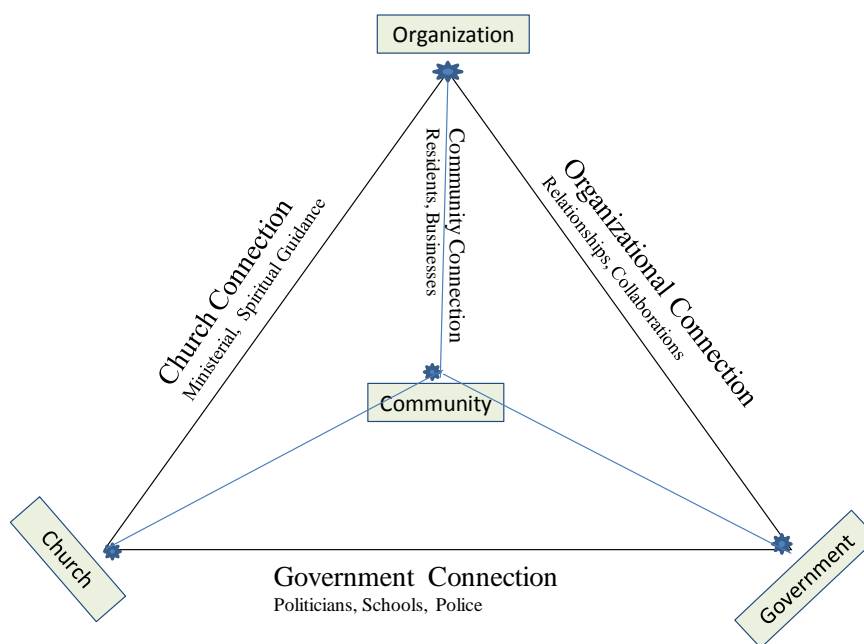 Organization
Church Connection
Ministerial, Spiritual Guidance
Community Connection
Residents, Businesses
Organizational Connection
Relationships, Collaborations
Community
Church
Government Connection
Politicians, Schools, Police
Government